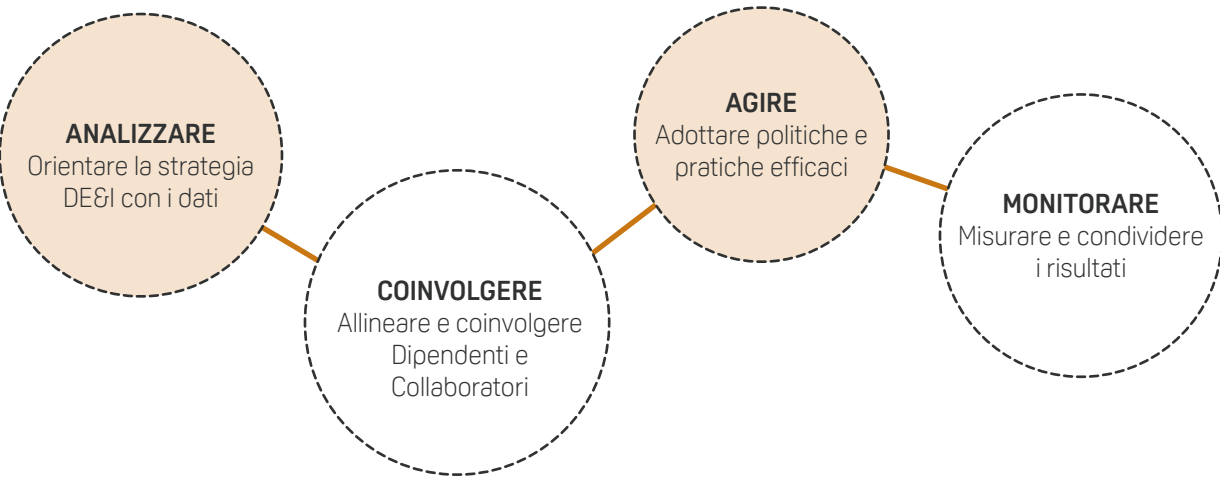 ANALIZZARE
Orientare la strategia
DE&I con i dati
COINVOLGERE
Allineare e coinvolgere
Dipendenti e
Collaboratori
AGIRE
Adottare politiche e
pratiche efficaci
MONITORARE
Misurare e condividere
i risultati